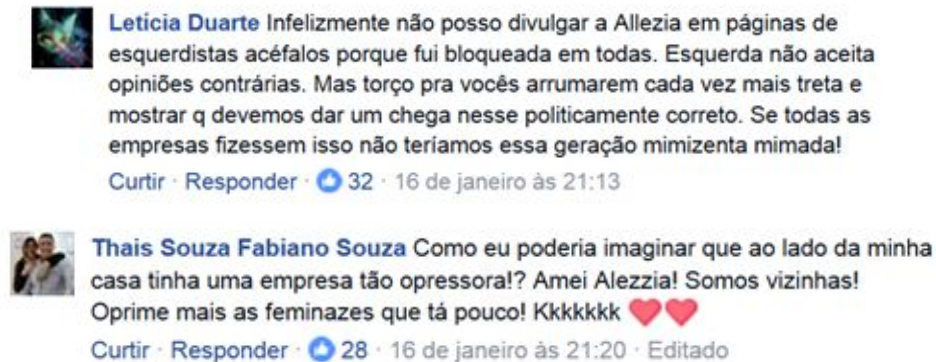 Leticia Duarte Infelizmente não posso divulgar a Allezia em páginas de
esquerdistas acéfalos porque fui bloqueada em todas. Esquerda não aceita
opiniões contrárias. Mas torço pra vocês arrumarem cada vez mais treta e
mostrar q devemos dar um chega nesse politicamente correto. Se todas as
empresas fizessem isso não teríamos essa geração mimizenta mimada!
Curtir · Responder · 32 · 16 de janeiro às 21:13
Thais Souza Fabiano Souza Como eu poderia imaginar que ao lado da minha
casa tinha uma empresa tão opressora!? Amei Alezzia! Somos vizinhas!
Oprime mais as feminazes que tá pouco! Kkkkkkk ❤❤
Curtir · Responder · 28 · 16 de janeiro às 21:20 · Editado